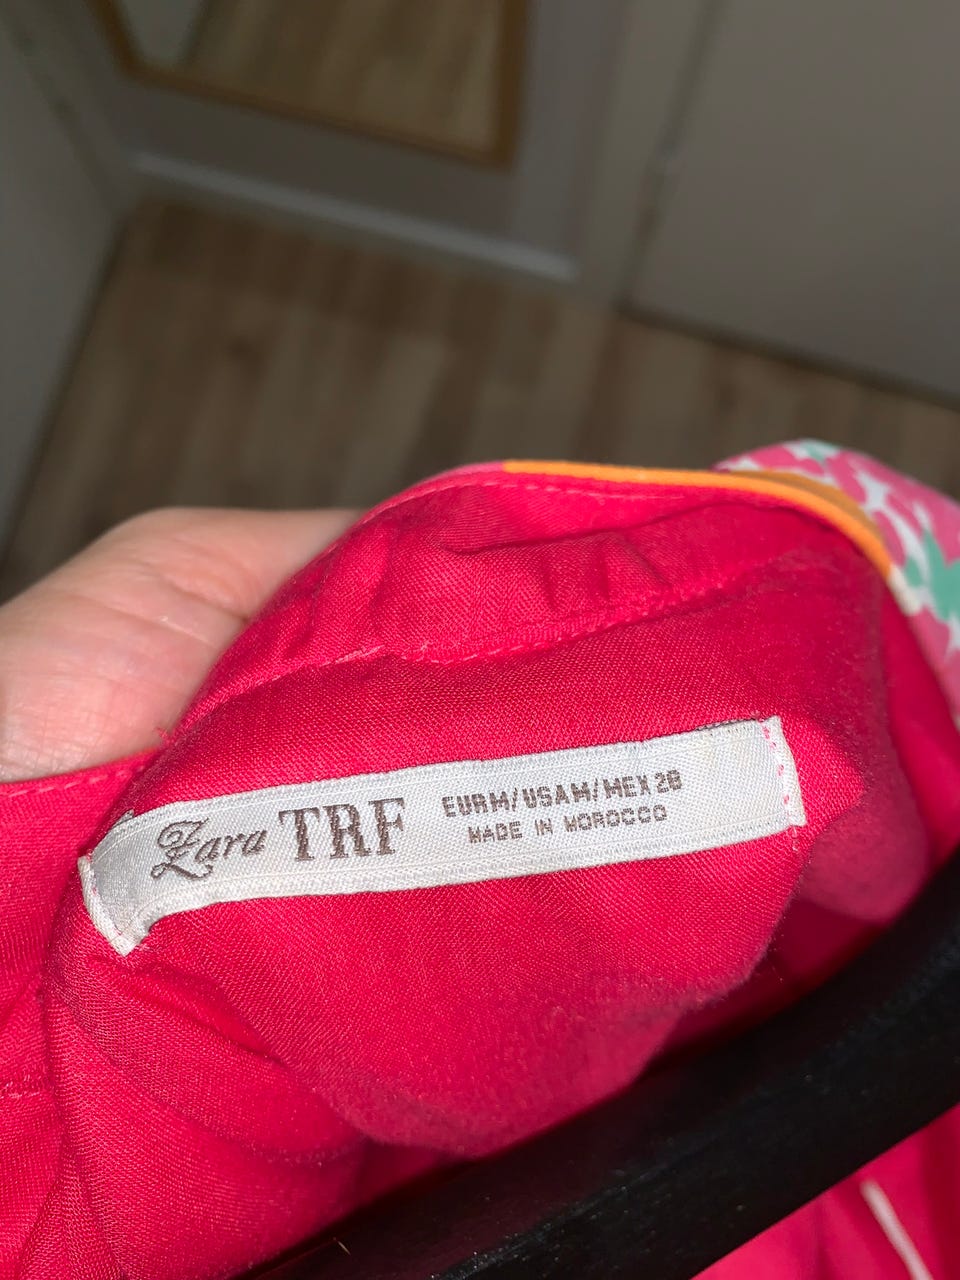 Zara TRF
EUR M/USA M/MEX 28
MADE IN MOROCCO